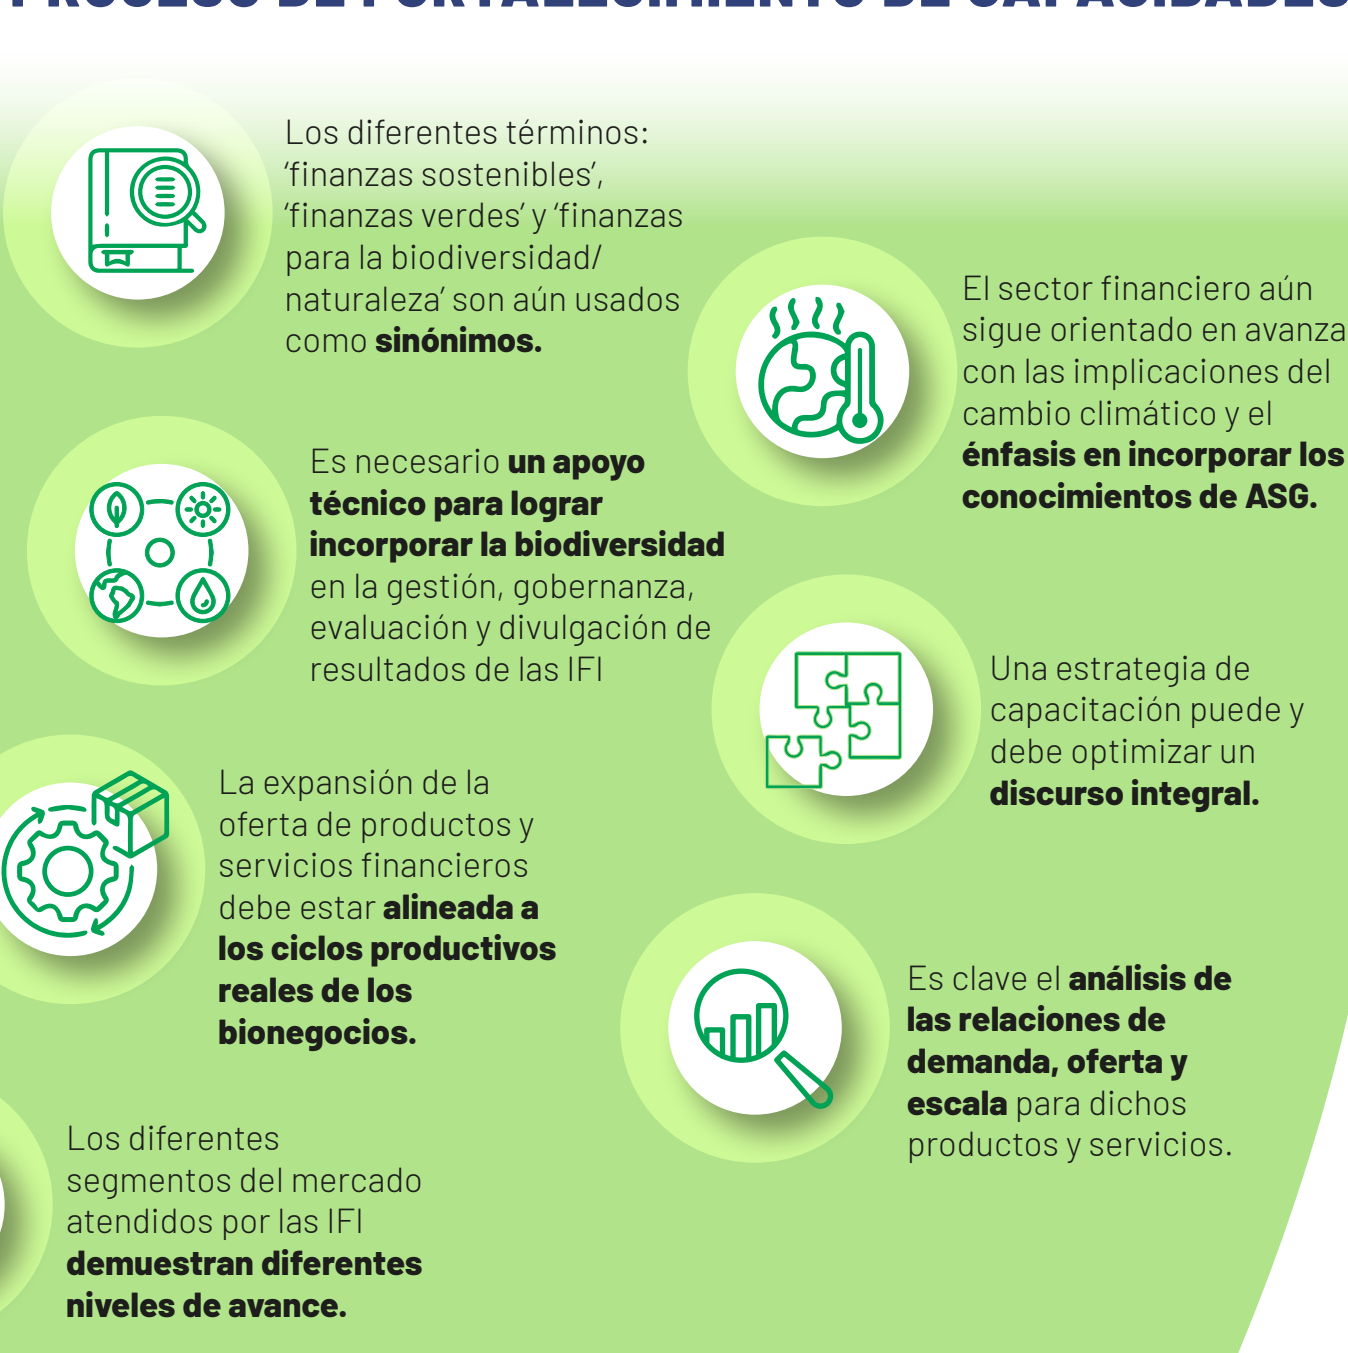 PROCESO DE FORTALECIMIENTO DE CAPACIDADES
Los diferentes términos:
‘finanzas sostenibles’,
‘finanzas verdes’ y ‘finanzas
para la biodiversidad/
naturaleza’ son aún usados
como sinónimos.
El sector financiero aún
sigue orientado en avanza
con las implicaciones del
cambio climático y el
énfasis en incorporar los
conocimientos de ASG.
Es necesario un apoyo
técnico para lograr
incorporar la biodiversidad
en la gestión, gobernanza,
evaluación y divulgación de
resultados de las IFI
Una estrategia de
capacitación puede y
debe optimizar un
discurso integral.
La expansión de la
oferta de productos y
servicios financieros
debe estar alineada a
los ciclos productivos
reales de los
bionegocios.
Es clave el análisis de
las relaciones de
demanda, oferta y
escala para dichos
productos y servicios.
Los diferentes
segmentos del mercado
atendidos por las IFI
demuestran diferentes
niveles de avance.